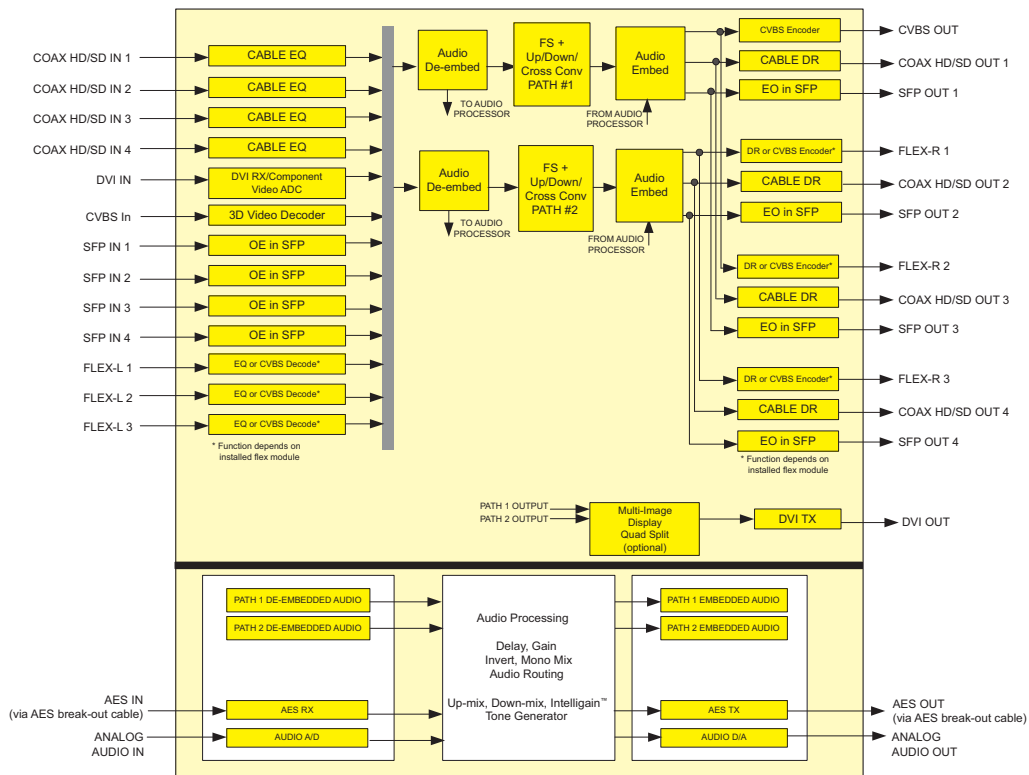 COAX HD/SD IN 1
CABLE EQ
COAX HD/SD IN 2
CABLE EQ
COAX HD/SD IN 3
CABLE EQ
COAX HD/SD IN 4
CABLE EQ
DVI IN
DVI RX/Component
Video ADC
CVBS In
3D Video Decoder
SFP IN 1
OE in SFP
SFP IN 2
OE in SFP
SFP IN 3
OE in SFP
SFP IN 4
OE in SFP
FLEX-L 1
EQ or CVBS Decode*
FLEX-L 2
EQ or CVBS Decode*
FLEX-L 3
EQ or CVBS Decode*
* Function depends on
installed flex module
Audio
De-embed
TO AUDIO
PROCESSOR
FS +
Up/Down/
Cross Conv
PATH #1
Audio
Embed
FROM AUDIO
PROCESSOR
Audio
De-embed
TO AUDIO
PROCESSOR
FS +
Up/Down/
Cross Conv
PATH #2
Audio
Embed
FROM AUDIO
PROCESSOR
CVBS Encoder
CVBS OUT
CABLE DR
COAX HD/SD OUT 1
EO in SFP
SFP OUT 1
DR or CVBS Encoder*
FLEX-R 1
CABLE DR
COAX HD/SD OUT 2
EO in SFP
SFP OUT 2
DR or CVBS Encoder*
FLEX-R 2
CABLE DR
COAX HD/SD OUT 3
EO in SFP
SFP OUT 3
DR or CVBS Encoder*
FLEX-R 3
CABLE DR
COAX HD/SD OUT 4
EO in SFP
SFP OUT 4
* Function depends on
installed flex module
PATH 1 OUTPUT
PATH 2 OUTPUT
Multi-Image
Display
Quad Split
(optional)
DVI TX
DVI OUT
PATH 1 DE-EMBEDDED AUDIO
PATH 2 DE-EMBEDDED AUDIO
AES IN
(via AES break-out cable)
AES RX
ANALOG
AUDIO IN
AUDIO A/D
Audio Processing
Delay, Gain
Invert, Mono Mix
Audio Routing
Up-mix, Down-mix, Intelligain™
Tone Generator
PATH 1 EMBEDDED AUDIO
PATH 2 EMBEDDED AUDIO
AES TX
AES OUT
(via AES break-out cable)
AUDIO D/A
ANALOG
AUDIO OUT